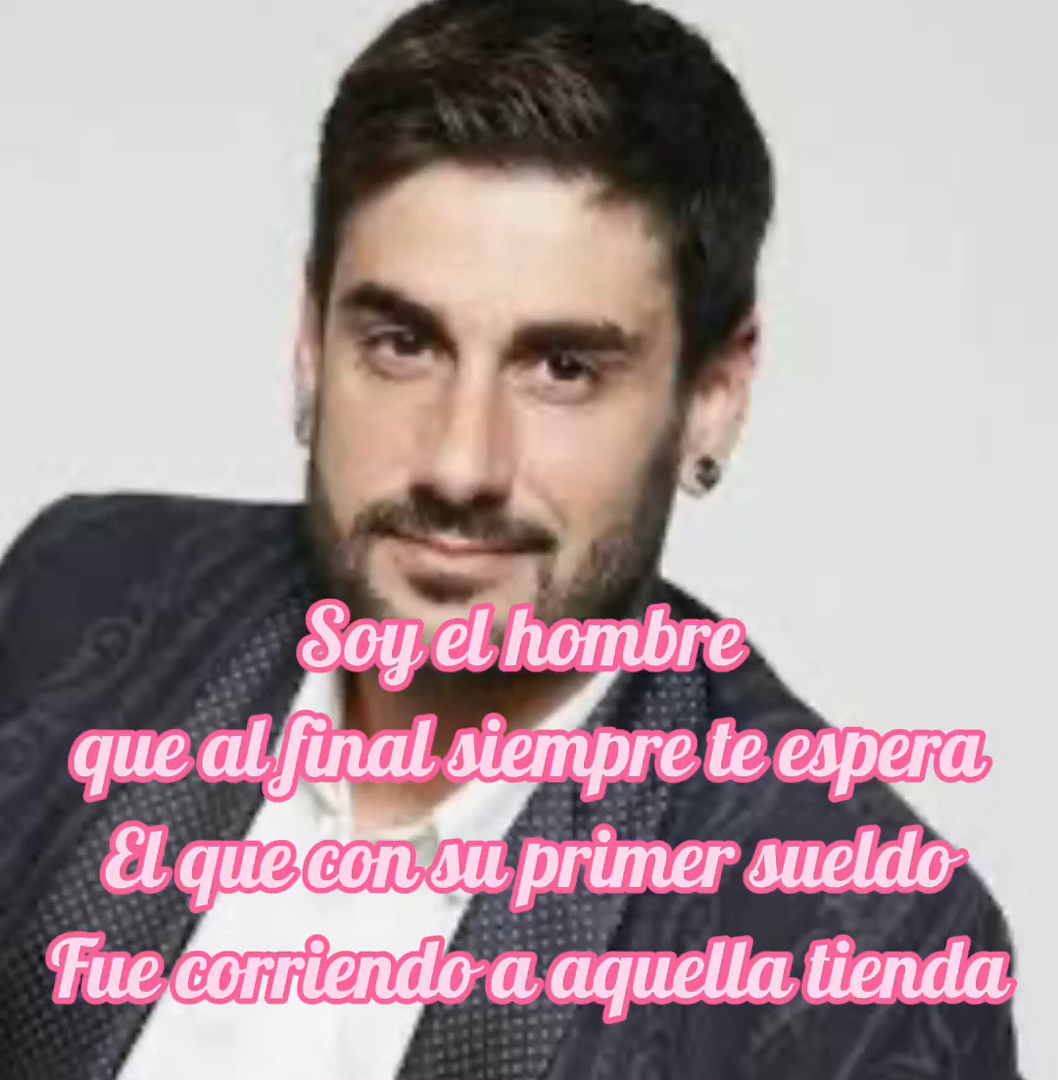 Soy el hombre
que al final siempre te espera
El que con su primer sueldo
Fue corriendo a aquella tienda